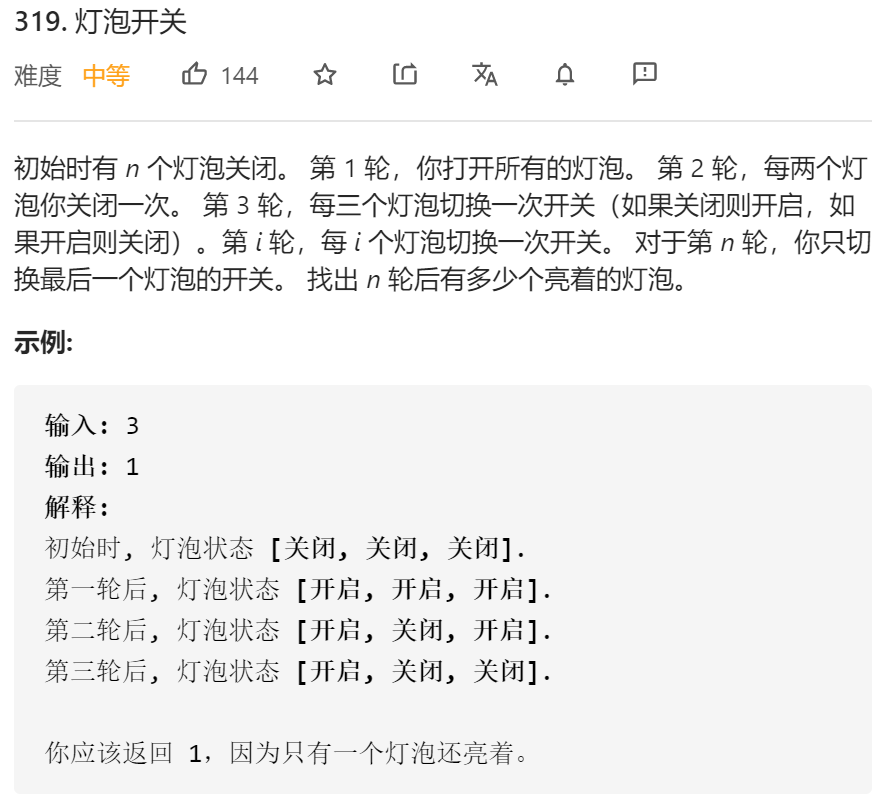 319. 灯泡开关
难度 中等 144
初始时有 n 个灯泡关闭。 第 1 轮，你打开所有的灯泡。 第 2 轮，每两个灯
泡你关闭一次。 第 3 轮，每三个灯泡切换一次开关（如果关闭则开启，如
果开启则关闭）。第 i 轮，每 i 个灯泡切换一次开关。 对于第 n 轮，你只切
换最后一个灯泡的开关。 找出 n 轮后有多少个亮着的灯泡。
示例:
输入: 3
输出: 1
解释:
初始时, 灯泡状态 [关闭, 关闭, 关闭].
第一轮后, 灯泡状态 [开启, 开启, 开启].
第二轮后, 灯泡状态 [开启, 关闭, 开启].
第三轮后, 灯泡状态 [开启, 关闭, 关闭].
你应该返回 1，因为只有一个灯泡还亮着。